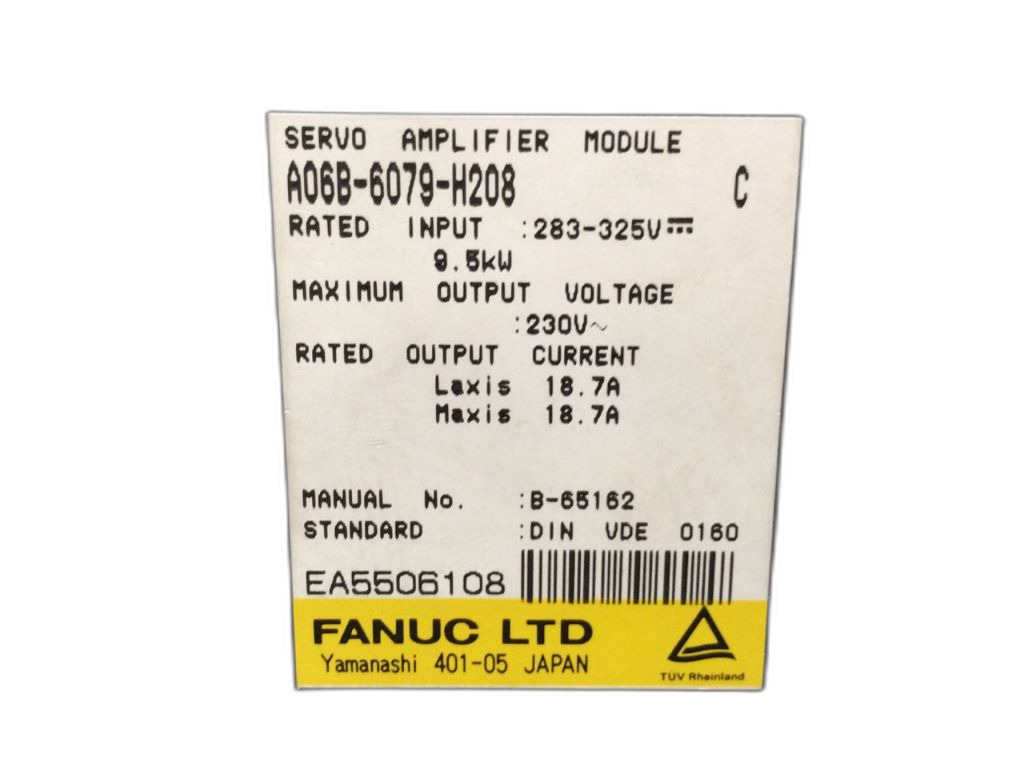 SERVO AMPLIFIER MODULE
A06B-6079-H208 C
RATED INPUT :283-325V⎓
9.5kW
MAXIMUM OUTPUT VOLTAGE
:230V~
RATED OUTPUT CURRENT
Laxis 18.7A
Maxis 18.7A
MANUAL No. :B-65162
STANDARD :DIN VDE 0160
EA5506108
FANUC LTD
Yamanashi 401-05 JAPAN
TÜV Rheinland